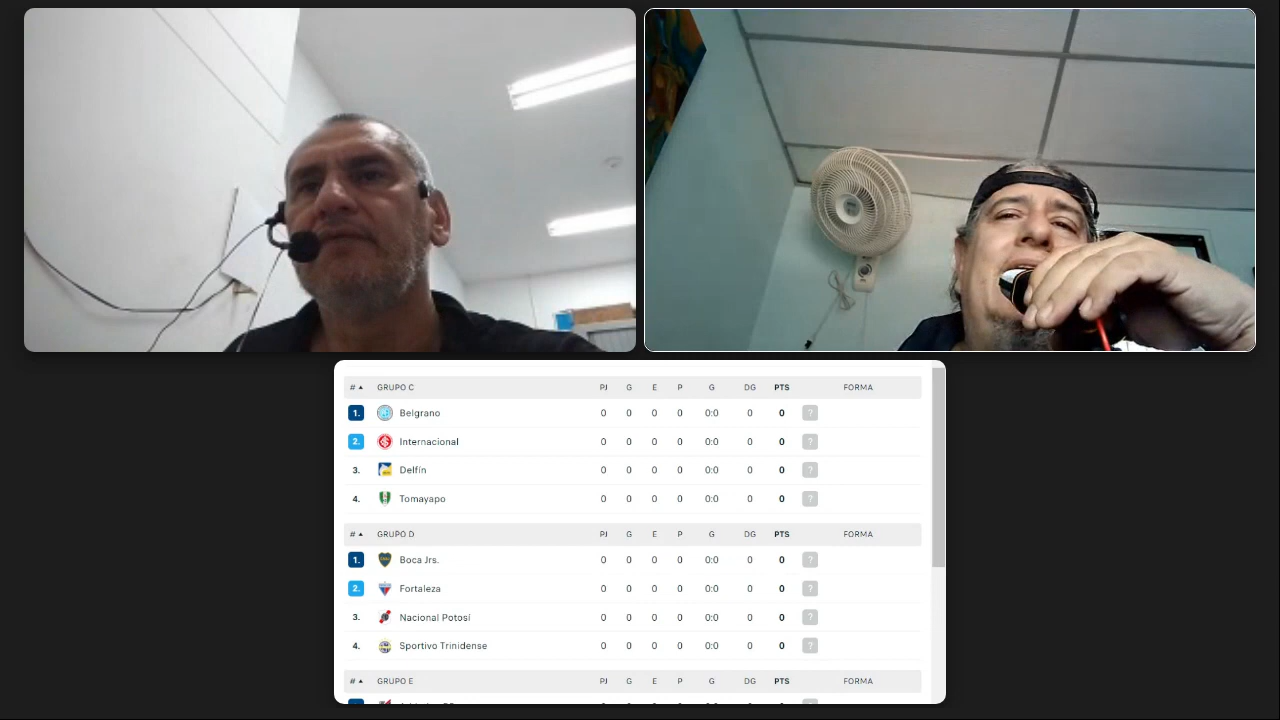 # ▲ GRUPO C PJ G E P G DG PTS FORMA
1. Belgrano 0 0 0 0 0:0 0 0 ?
2. Internacional 0 0 0 0 0:0 0 0 ?
3. Delfín 0 0 0 0 0:0 0 0 ?
4. Tomayapo 0 0 0 0 0:0 0 0 ?
# ▲ GRUPO D PJ G E P G DG PTS FORMA
1. Boca Jrs. 0 0 0 0 0:0 0 0 ?
2. Fortaleza 0 0 0 0 0:0 0 0 ?
3. Nacional Potosí 0 0 0 0 0:0 0 0 ?
4. Sportivo Trinidense 0 0 0 0 0:0 0 0 ?
# ▲ GRUPO E PJ G E P G DG PTS FORMA